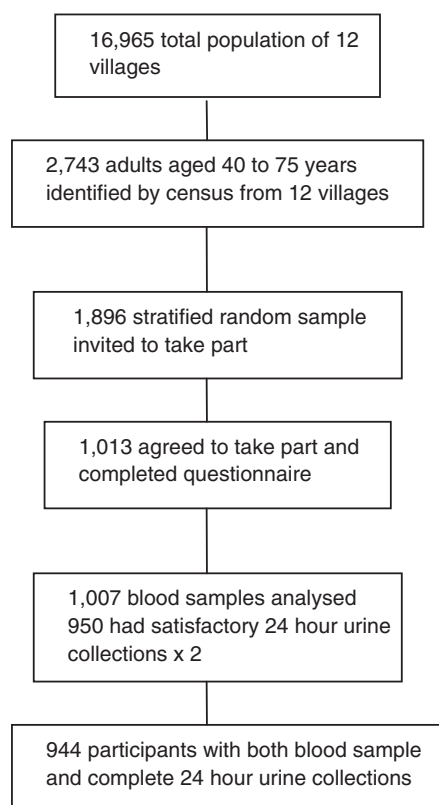 16,965 total population of 12
villages
2,743 adults aged 40 to 75 years
identified by census from 12 villages
1,896 stratified random sample
invited to take part
1,013 agreed to take part and
completed questionnaire
1,007 blood samples analysed
950 had satisfactory 24 hour urine
collections x 2
944 participants with both blood sample
and complete 24 hour urine collections